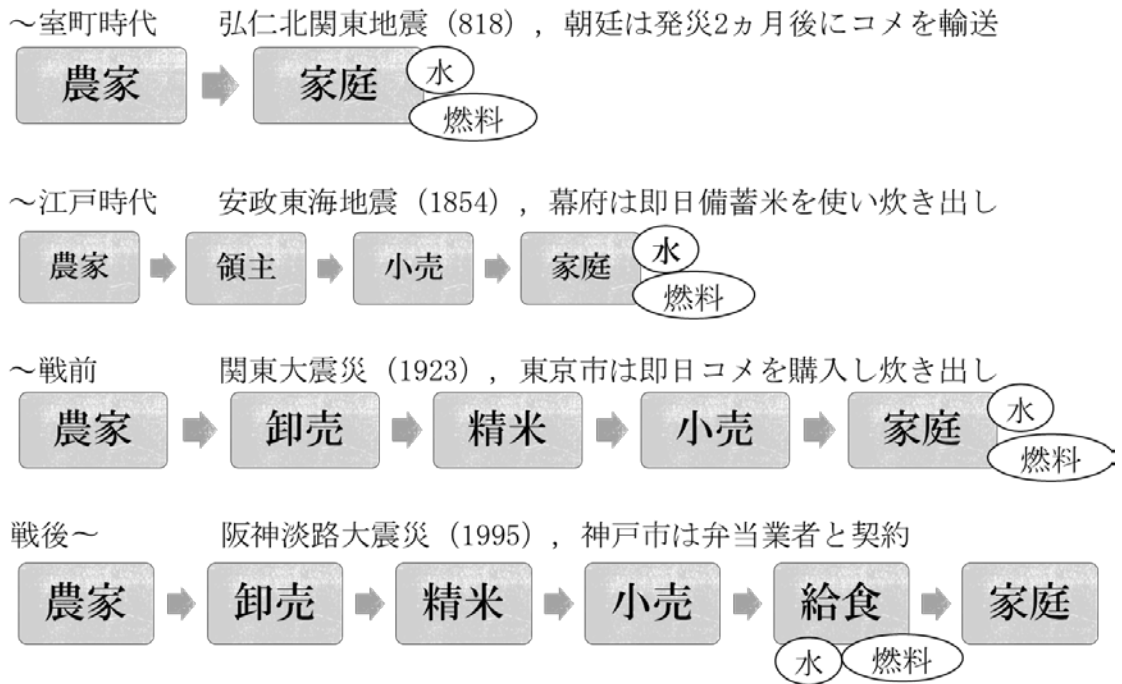 ～室町時代 弘仁北関東地震（818）, 朝廷は発災2ヵ月後にコメを輸送
農家 家庭 水
燃料
～江戸時代 安政東海地震（1854）, 幕府は即日備蓄米を使い炊き出し
農家 領主 小売 家庭 水
燃料
～戦前 関東大震災（1923）, 東京市は即日コメを購入し炊き出し
農家 卸売 精米 小売 家庭 水
燃料
戦後～ 阪神淡路大震災（1995）, 神戸市は弁当業者と契約
農家 卸売 精米 小売 給食 家庭
水 燃料